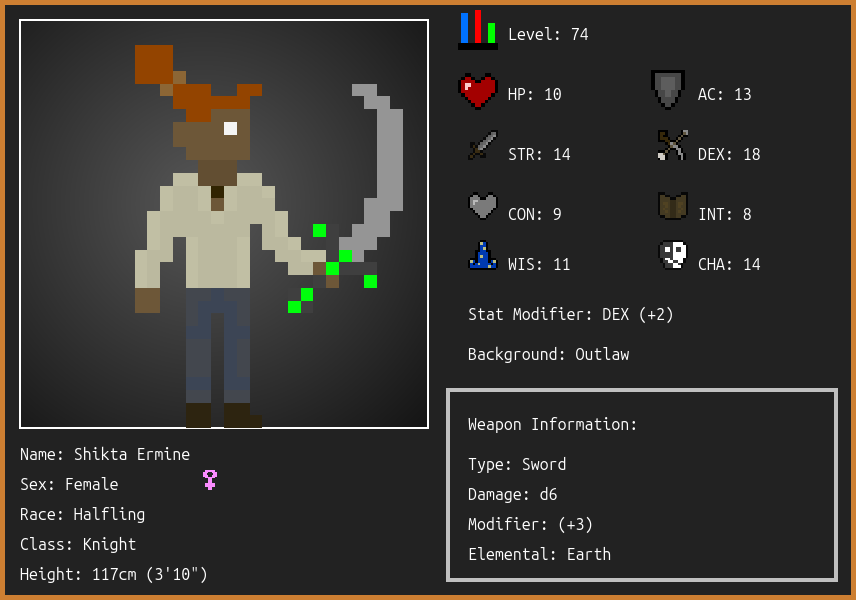 Level: 74
HP: 10
AC: 13
STR: 14
DEX: 18
CON: 9
INT: 8
WIS: 11
CHA: 14
Stat Modifier: DEX (+2)
Background: Outlaw
Weapon Information:
Type: Sword
Damage: d6
Modifier: (+3)
Elemental: Earth
Name: Shikta Ermine
Sex: Female
Race: Halfling
Class: Knight
Height: 117cm (3'10")